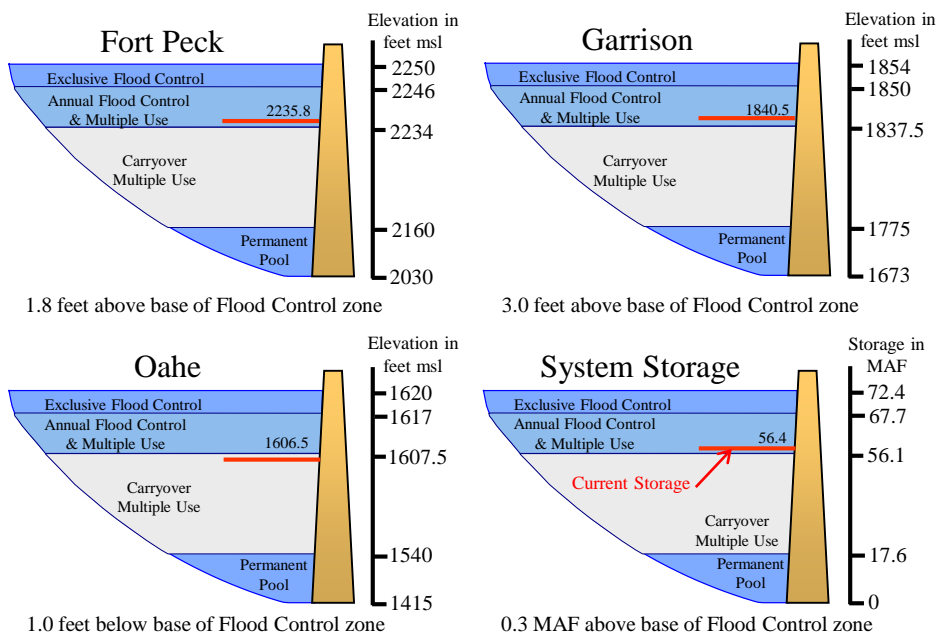 Fort Peck
Elevation in
feet msl
Exclusive Flood Control
Annual Flood Control
& Multiple Use
2235.8
Carryover
Multiple Use
Permanent
Pool
2250
2246
2234
2160
2030
1.8 feet above base of Flood Control zone
Garrison
Elevation in
feet msl
Exclusive Flood Control
Annual Flood Control
& Multiple Use
1840.5
Carryover
Multiple Use
Permanent
Pool
1854
1850
1837.5
1775
1673
3.0 feet above base of Flood Control zone
Oahe
Elevation in
feet msl
Exclusive Flood Control
Annual Flood Control
& Multiple Use
1606.5
Carryover
Multiple Use
Permanent
Pool
1620
1617
1607.5
1540
1415
1.0 feet below base of Flood Control zone
System Storage
Storage in
MAF
Exclusive Flood Control
Annual Flood Control
& Multiple Use
56.4
Current Storage
Carryover
Multiple Use
Permanent
Pool
72.4
67.7
56.1
17.6
0
0.3 MAF above base of Flood Control zone